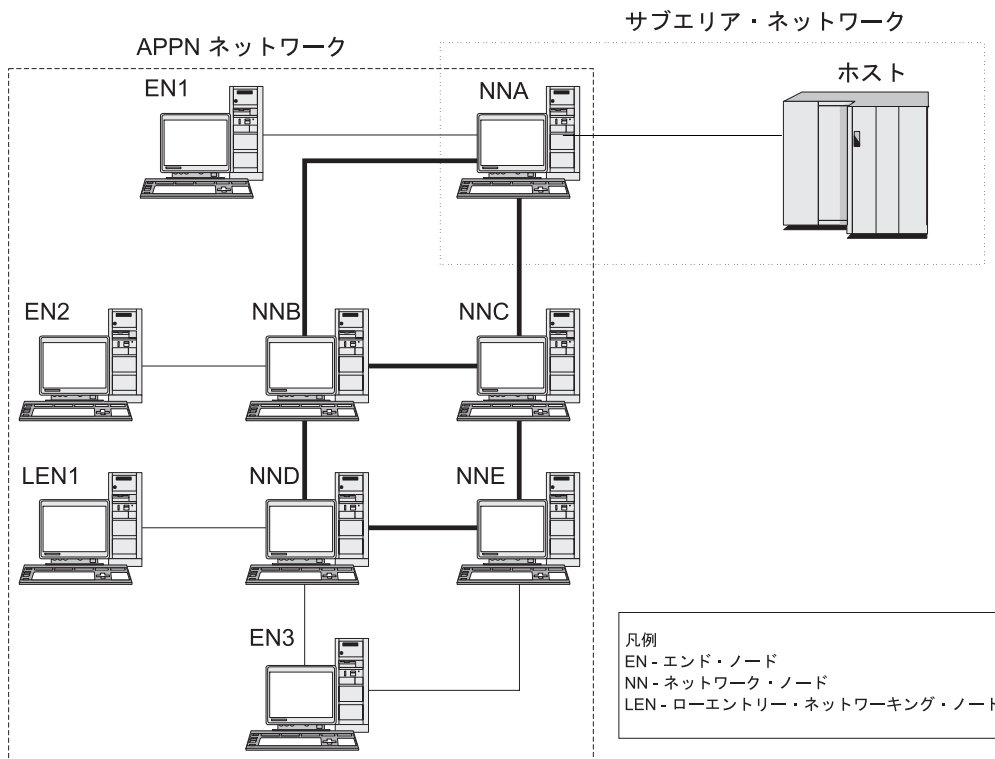 サブエリア・ネットワーク
APPN ネットワーク
ホスト
EN1
NNA
EN2
NNB
NNC
LEN1
NND
NNE
EN3
凡例
EN - エンド・ノード
NN - ネットワーク・ノード
LEN - ローエントリー・ネットワーキング・ノード